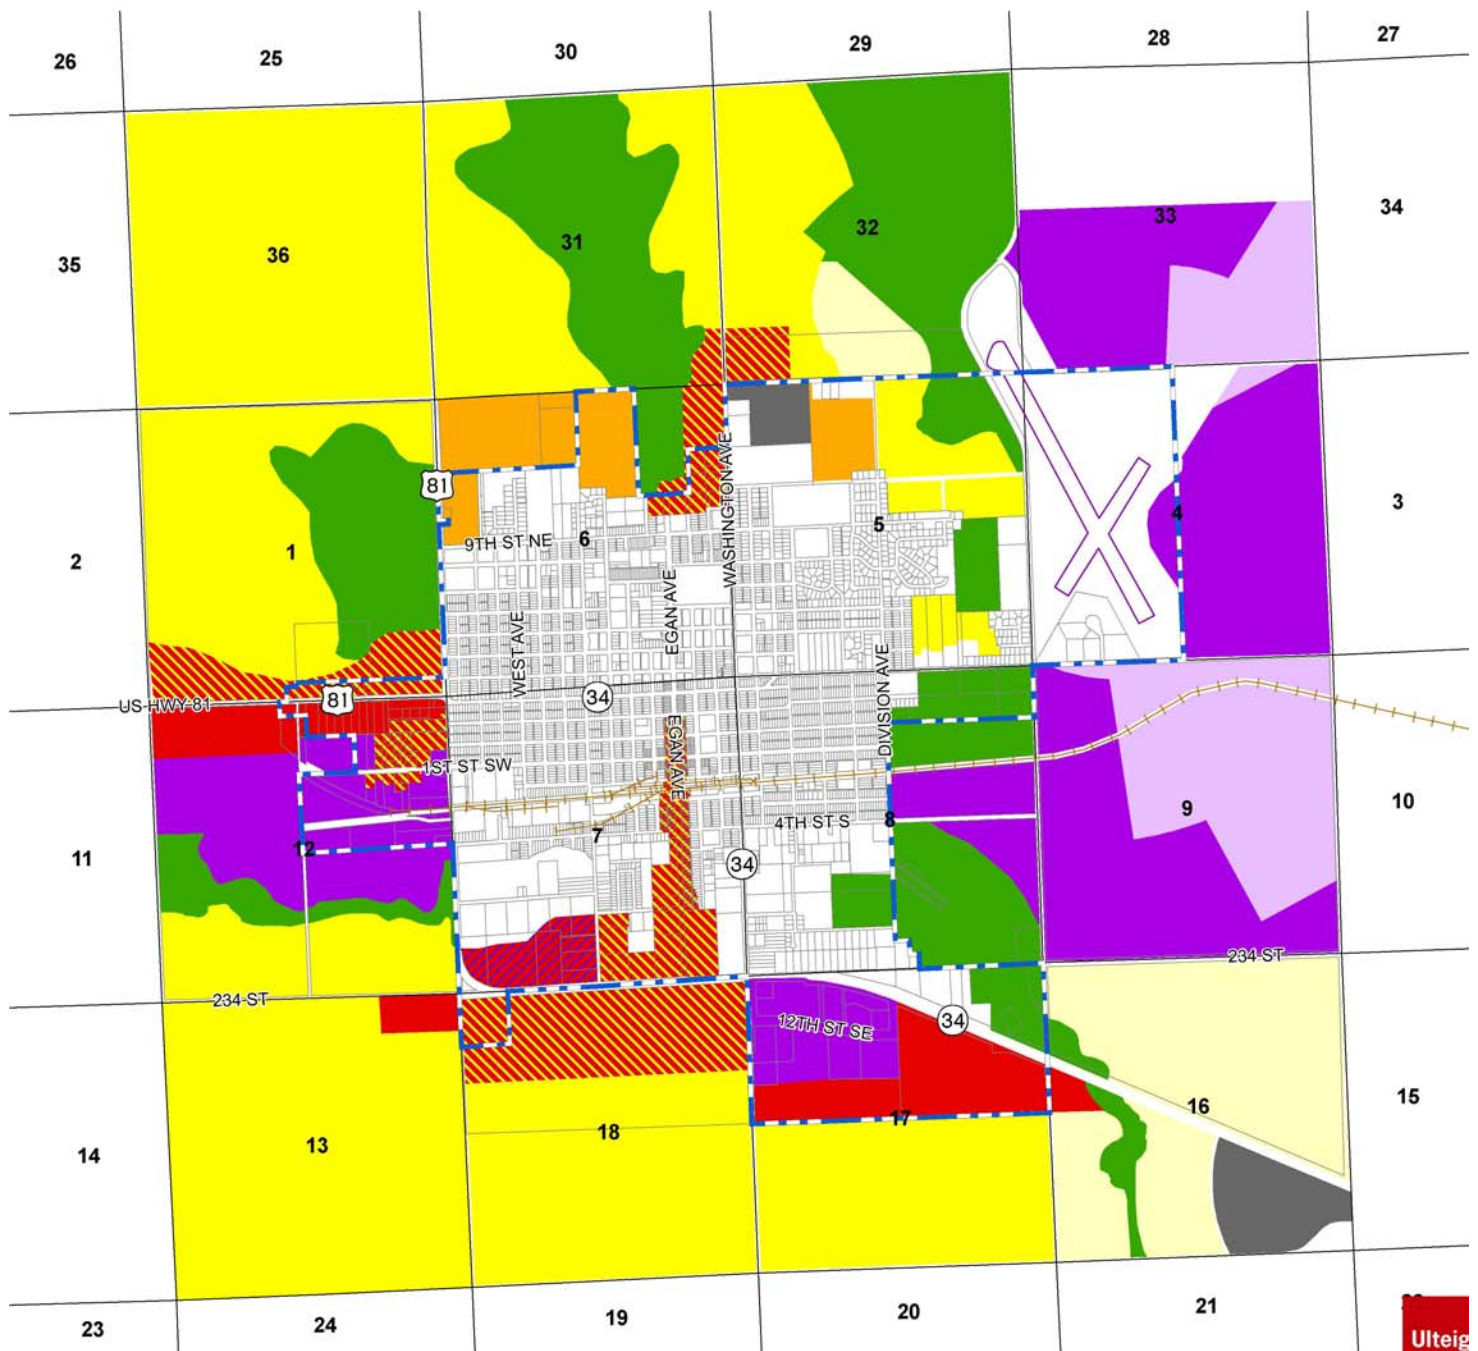 26 25 30 29 28 27
35 36 31 32 33 34
81
2 1 9TH ST NE 6 WASHINGTON AVE 5 4 3
WEST AVE
EGAN AVE
US HWY 81
81
34
DIVISION AVE
EGAN AVE
1ST ST SW
11 12 7 4TH ST S 8 9 10
34
234 ST
234 ST
12TH ST SE
34
14 13 18 17 16 15
23 24 19 20 21
Ulteig